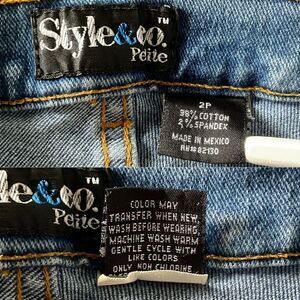 Style&co.™
Petite
2P
99% COTTON
2% SPANDEX
MADE IN MEXICO
RN# 82130
le&co.™
Petite
COLOR MAY
TRANSFER WHEN NEW
WASH BEFORE WEARING,
MACHINE WASH WARM
GENTLE CYCLE WITH
LIKE COLORS
ONLY NON CHLORINE